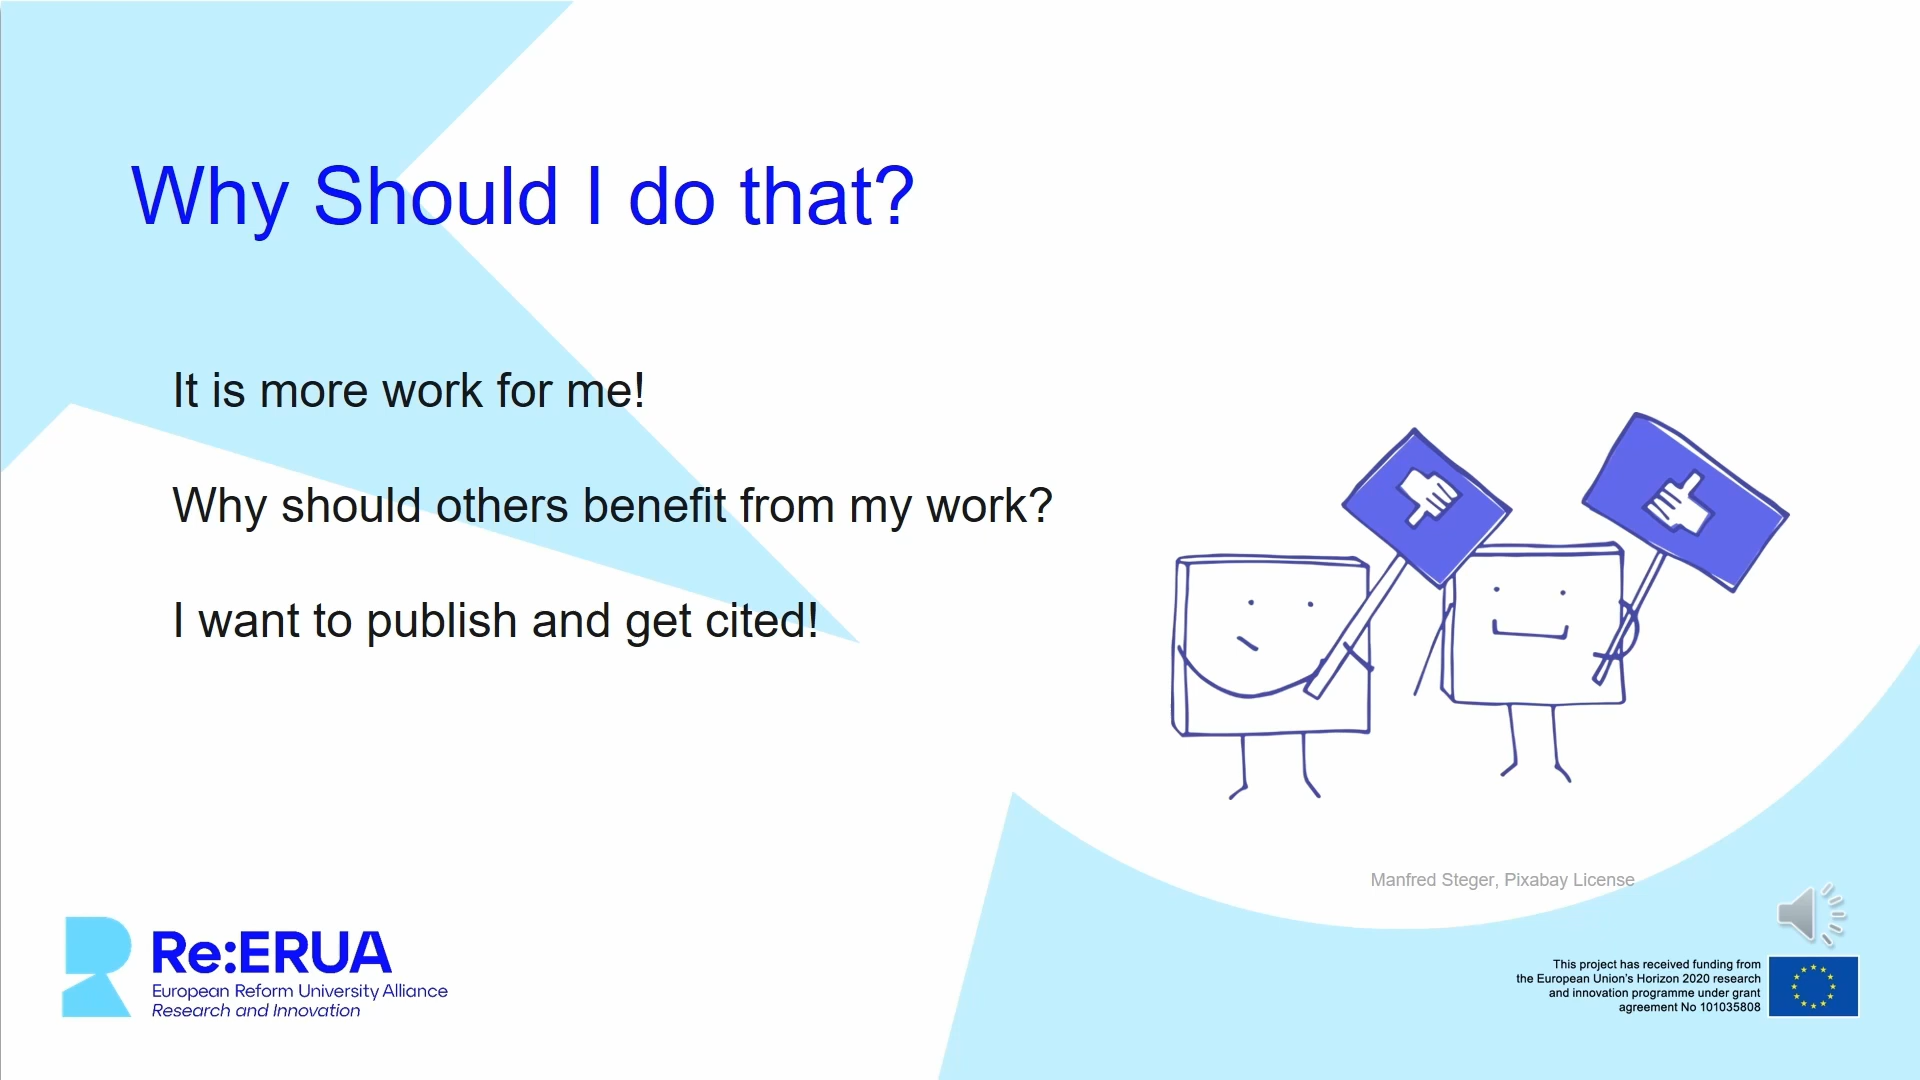 Why Should I do that?
It is more work for me!
Why should others benefit from my work?
I want to publish and get cited!
Manfred Steger, Pixabay License
Re:ERUA
European Reform University Alliance
Research and Innovation
This project has received funding from
the European Union's Horizon 2020 research
and innovation programme under grant
agreement No 101035808